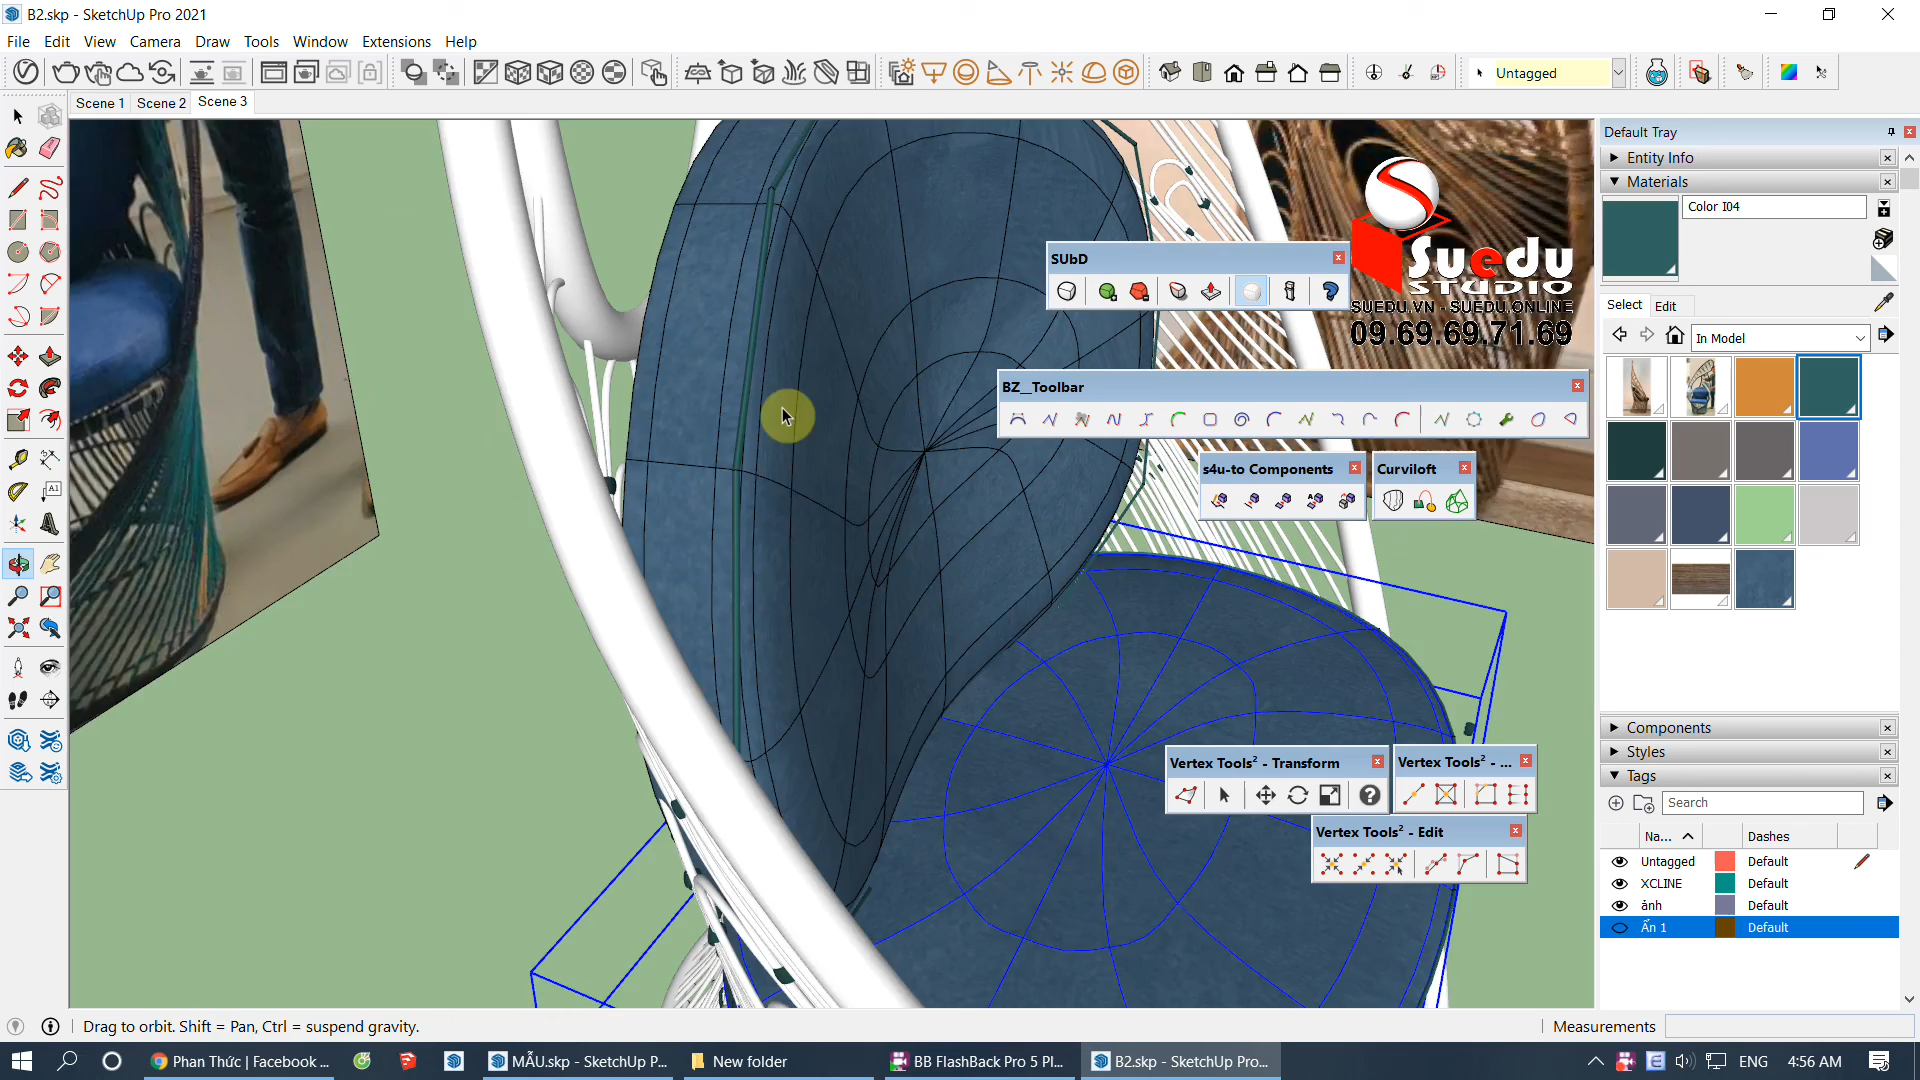 B2.skp - SketchUp Pro 2021
File Edit View Camera Draw Tools Window Extensions Help
Untagged
Scene 1 Scene 2 Scene 3
Default Tray
Entity Info
Materials
Color I04
SUbD
Suedu
STUDIO
SUEDU.VN - SUEDU.ONLINE
09.69.69.71.69
Select Edit
In Model
BZ__Toolbar
s4u-to Components
Curviloft
A1
Components
Vertex Tools² - Transform
Vertex Tools² - ...
Styles
Tags
Search
Vertex Tools² - Edit
Na... Dashes
Untagged Default
XCLINE Default
ảnh Default
Ẩn 1 Default
Drag to orbit. Shift = Pan, Ctrl = suspend gravity.
Measurements
Phan Thức | Facebook ...
MẪU.skp - SketchUp P...
New folder
BB FlashBack Pro 5 Pl...
B2.skp - SketchUp Pro...
ENG
4:56 AM